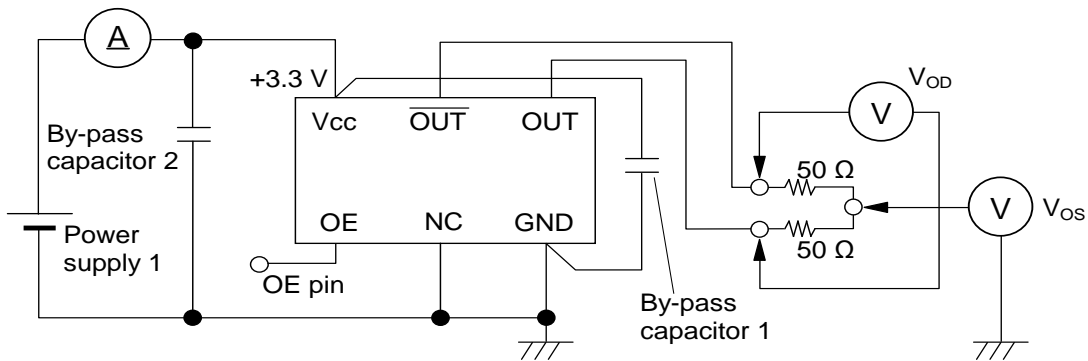 A
+3.3 V
Vcc
OUT
OUT
By-pass
capacitor 2
OE
NC
GND
Power
supply 1
OE pin
By-pass
capacitor 1
V
VOD
50 Ω
50 Ω
V
VOS